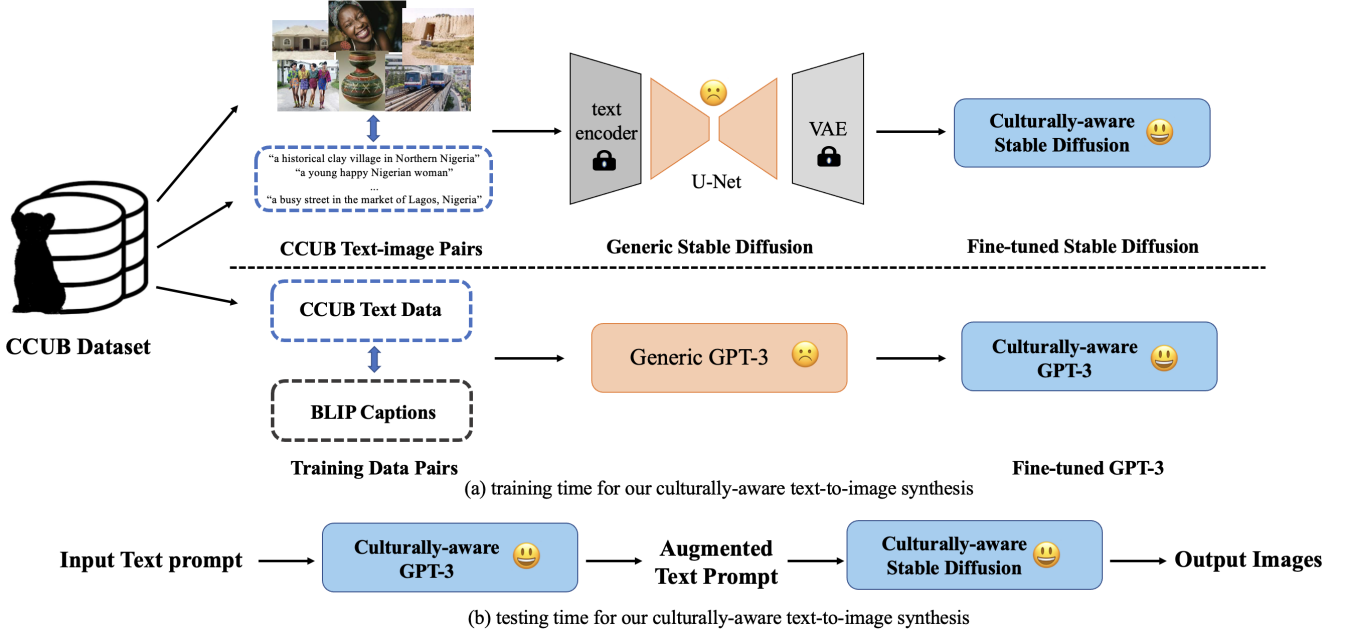 “a historical clay village in Northern Nigeria”
“a young happy Nigerian woman”
...
“a busy street in the market of Lagos, Nigeria”
text
encoder
U-Net
VAE
Culturally-aware
Stable Diffusion
CCUB Text-image Pairs
Generic Stable Diffusion
Fine-tuned Stable Diffusion
CCUB Dataset
CCUB Text Data
BLIP Captions
Training Data Pairs
Generic GPT-3
Culturally-aware
GPT-3
Fine-tuned GPT-3
(a) training time for our culturally-aware text-to-image synthesis
Input Text prompt
Culturally-aware
GPT-3
Augmented
Text Prompt
Culturally-aware
Stable Diffusion
Output Images
(b) testing time for our culturally-aware text-to-image synthesis